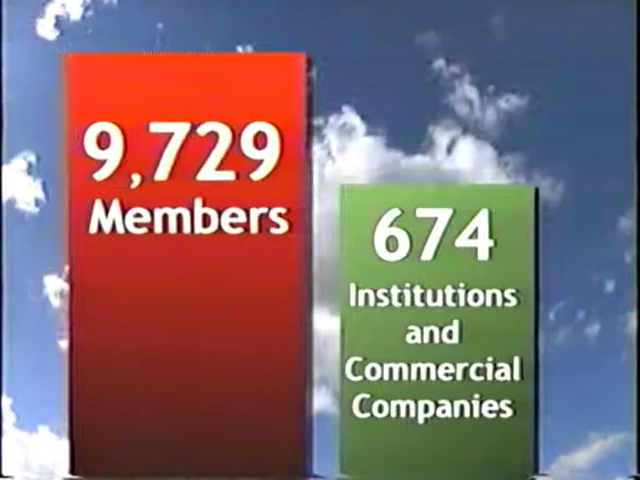 9,729
Members
674
Institutions
and
Commercial
Companies